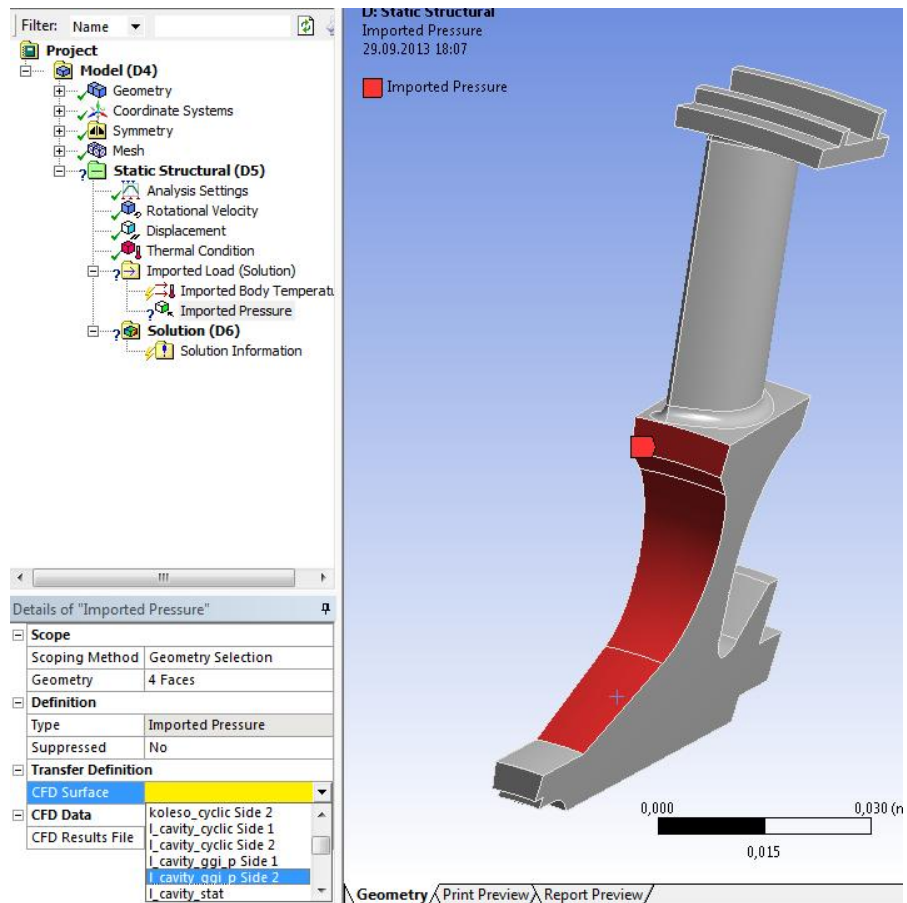 Filter: Name
Project
Model (D4)
Geometry
Coordinate Systems
Symmetry
Mesh
Static Structural (D5)
Analysis Settings
Rotational Velocity
Displacement
Thermal Condition
Imported Load (Solution)
Imported Body Temperatu
Imported Pressure
Solution (D6)
Solution Information
Details of "Imported Pressure"
Scope
Scoping Method Geometry Selection
Geometry 4 Faces
Definition
Type Imported Pressure
Suppressed No
Transfer Definition
CFD Surface
CFD Data
CFD Results File
koleso_cyclic Side 2
l_cavity_cyclic Side 1
l_cavity_cyclic Side 2
l_cavity_ggi_p Side 1
l_cavity_ggi_p Side 2
l_cavity_stat
D: Static Structural
Imported Pressure
29.09.2013 18:07
Imported Pressure
0,000 0,030 (n
0,015
Geometry Print Preview Report Preview